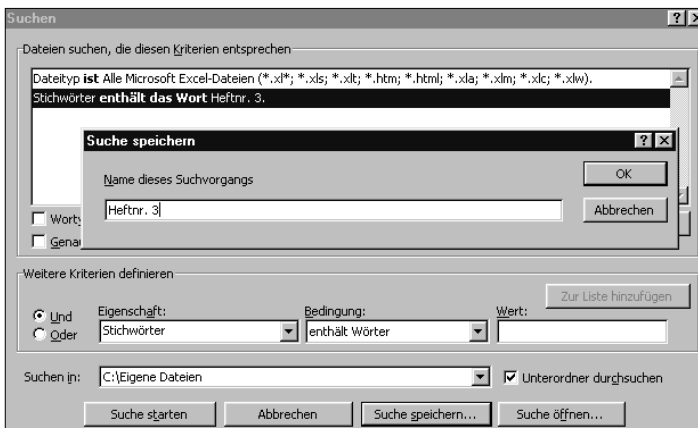 Suchen
Dateien suchen, die diesen Kriterien entsprechen
Dateityp ist Alle Microsoft Excel-Dateien (*.xl*; *.xls; *.xlt; *.htm; *.html; *.xla; *.xlm; *.xlc; *.xlw).
Stichwörter enthält das Wort Heftnr. 3.
Suche speichern
Name dieses Suchvorgangs
OK
Heftnr. 3
Abbrechen
Weitere Kriterien definieren
Zur Liste hinzufügen
Und
Oder
Eigenschaft:
Bedingung:
Wert:
Stichwörter
enthält Wörter
Suchen in:
C:\Eigene Dateien
Unterordner durchsuchen
Suche starten
Abbrechen
Suche speichern...
Suche öffnen...